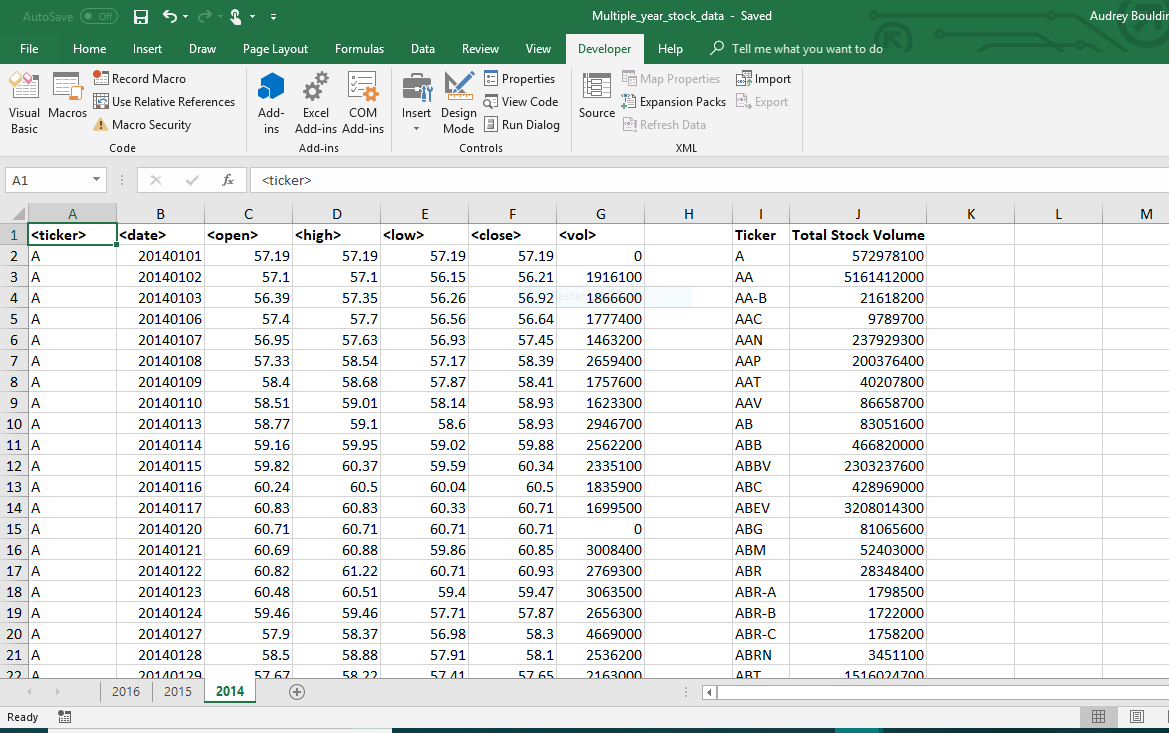 AutoSave Off Multiple_year_stock_data - Saved Audrey Bouldin
File Home Insert Draw Page Layout Formulas Data Review View Developer Help Tell me what you want to do
Visual Basic Macros Record Macro Use Relative References Macro Security Add-ins Excel Add-ins COM Add-ins Insert Design Mode Properties View Code Run Dialog Source Map Properties Expansion Packs Refresh Data Import Export
Code Add-ins Controls XML
A1 fx <ticker>
A B C D E F G H I J K L M
1 <ticker> <date> <open> <high> <low> <close> <vol> Ticker Total Stock Volume
2 A 20140101 57.19 57.19 57.19 57.19 0 A 572978100
3 A 20140102 57.1 57.1 56.15 56.21 1916100 AA 5161412000
4 A 20140103 56.39 57.35 56.26 56.92 1866600 AA-B 21618200
5 A 20140106 57.4 57.7 56.56 56.64 1777400 AAC 9789700
6 A 20140107 56.95 57.63 56.93 57.45 1463200 AAN 237929300
7 A 20140108 57.33 58.54 57.17 58.39 2659400 AAP 200376400
8 A 20140109 58.4 58.68 57.87 58.41 1757600 AAT 40207800
9 A 20140110 58.51 59.01 58.14 58.93 1623300 AAV 86658700
10 A 20140113 58.77 59.1 58.6 58.93 2946700 AB 83051600
11 A 20140114 59.16 59.95 59.02 59.88 2562200 ABB 466820000
12 A 20140115 59.82 60.37 59.59 60.34 2335100 ABBV 2303237600
13 A 20140116 60.24 60.5 60.04 60.5 1835900 ABC 428969000
14 A 20140117 60.83 60.83 60.33 60.71 1699500 ABEV 3208014300
15 A 20140120 60.71 60.71 60.71 60.71 0 ABG 81065600
16 A 20140121 60.69 60.88 59.86 60.85 3008400 ABM 52403000
17 A 20140122 60.82 61.22 60.71 60.93 2769300 ABR 28348400
18 A 20140123 60.48 60.51 59.4 59.47 3063500 ABR-A 1798500
19 A 20140124 59.46 59.46 57.71 57.87 2656300 ABR-B 1722000
20 A 20140127 57.9 58.37 56.98 58.3 4669000 ABR-C 1758200
21 A 20140128 58.5 58.88 57.91 58.1 2536200 ABRN 3451100
22 A 20140129 57.67 58.22 57.41 57.65 2163000 ABT 1516024700
2016 2015 2014
Ready